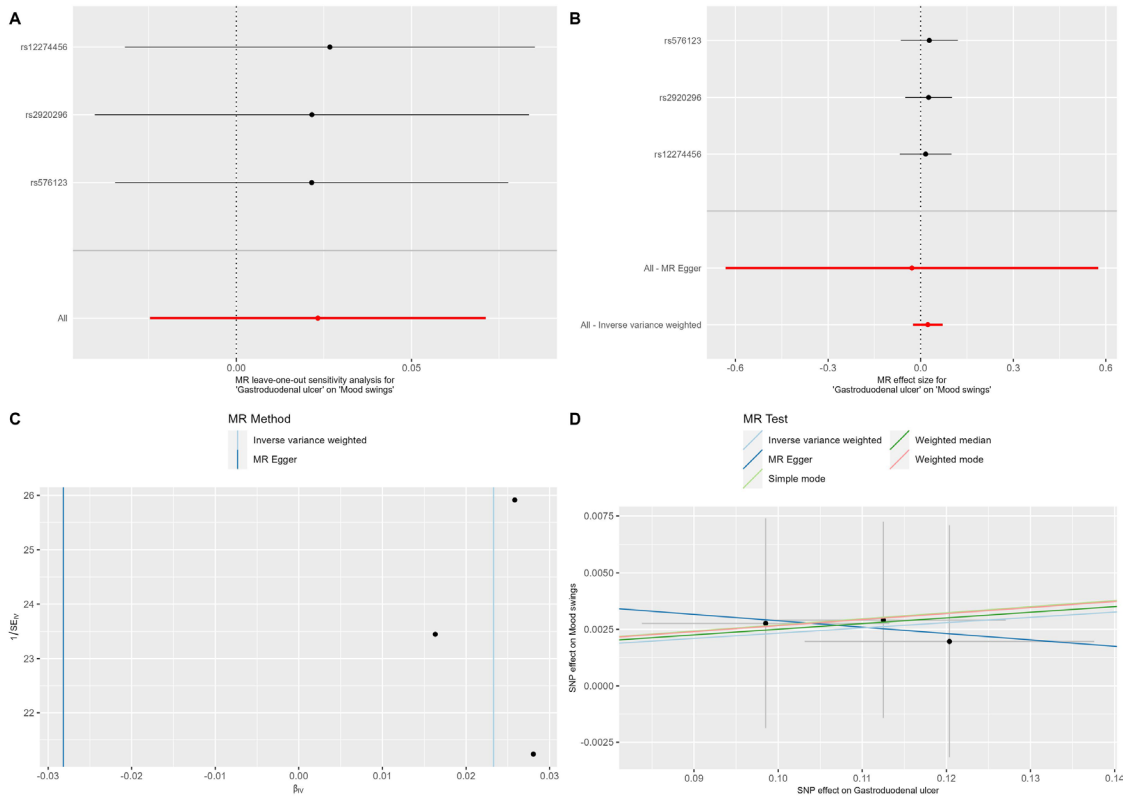 A
rs12274456
rs2920296
rs576123
All
0.00
0.05
MR leave-one-out sensitivity analysis for
'Gastroduodenal ulcer' on 'Mood swings'
B
rs576123
rs2920296
rs12274456
All - MR Egger
All - Inverse variance weighted
-0.6
-0.3
0.0
0.3
0.6
MR effect size for
'Gastroduodenal ulcer' on 'Mood swings'
C
MR Method
Inverse variance weighted
MR Egger
26
25
24
23
22
1/SE_IV
-0.03
-0.02
-0.01
0.00
0.01
0.02
0.03
β_IV
D
MR Test
Inverse variance weighted
MR Egger
Simple mode
Weighted median
Weighted mode
0.0075
0.0050
0.0025
0.0000
-0.0025
SNP effect on Mood swings
0.09
0.10
0.11
0.12
0.13
0.14
SNP effect on Gastroduodenal ulcer